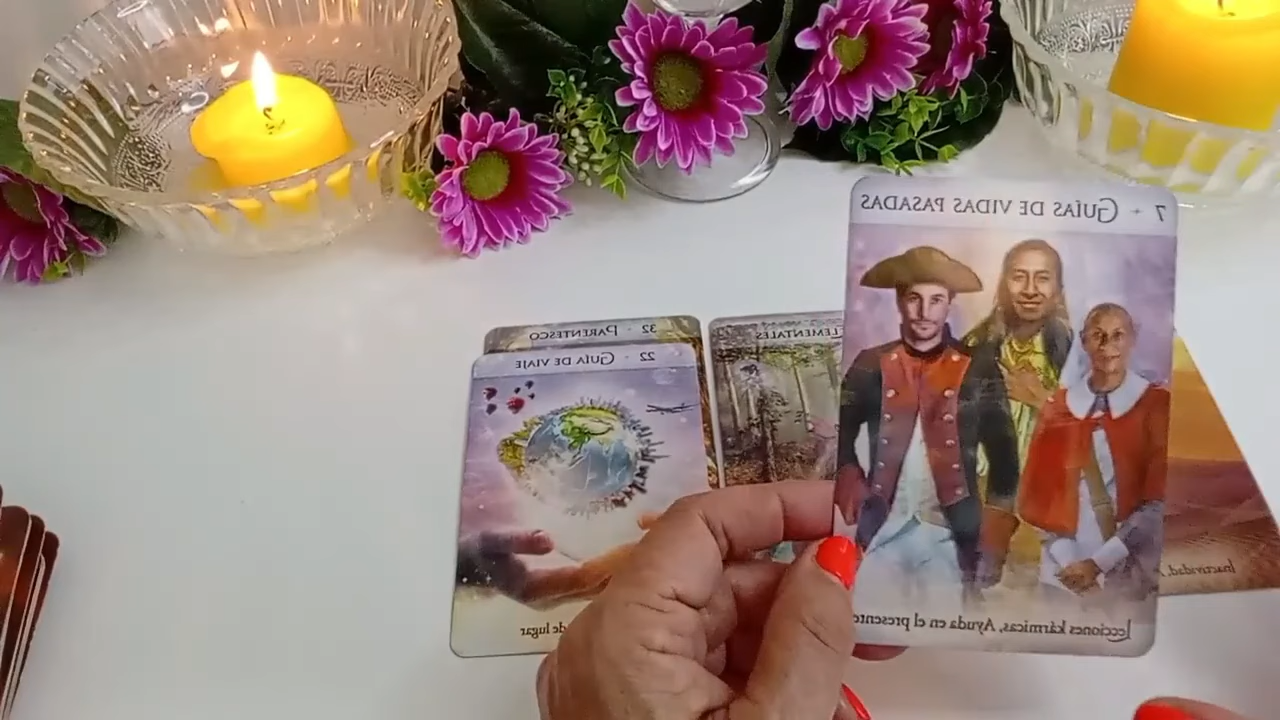 7 + GUÍAS DE VIDAS PASADAS
32 · PARENTESCO
ELEMENTALES
22 · GUÍA DE VIAJE
de lugar
Lecciones kármicas, Ayuda en el presente
Inactividad,